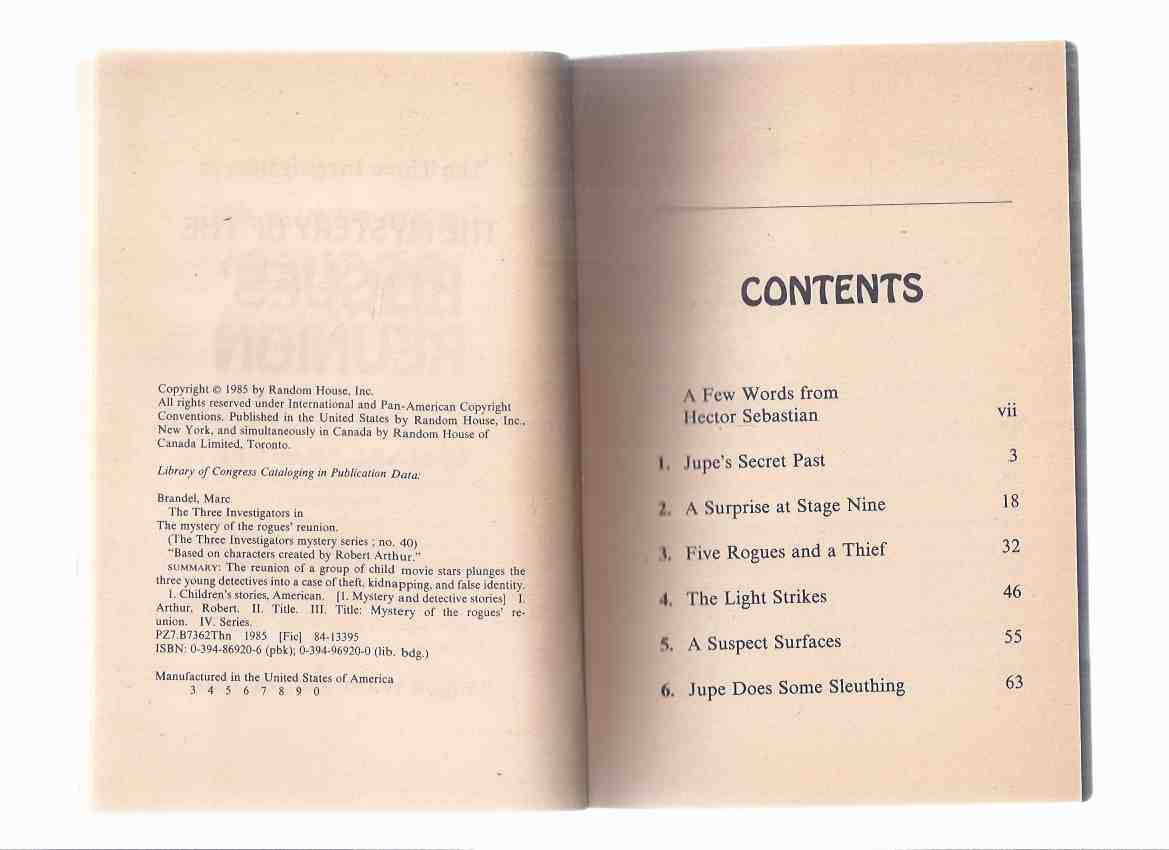 Copyright © 1985 by Random House, Inc.
All rights reserved under International and Pan-American Copyright
Conventions. Published in the United States by Random House, Inc.,
New York, and simultaneously in Canada by Random House of
Canada Limited, Toronto.
Library of Congress Cataloging in Publication Data:
Brandel, Marc
The Three Investigators in
The mystery of the rogues' reunion.
(The Three Investigators mystery series ; no. 40)
"Based on characters created by Robert Arthur."
SUMMARY: The reunion of a group of child movie stars plunges the
three young detectives into a case of theft, kidnapping, and false identity.
1. Children's stories, American. [1. Mystery and detective stories] I.
Arthur, Robert. II. Title. III. Title: Mystery of the rogues' re-
union. IV. Series.
PZ7.B7362Thn 1985 [Fic] 84-13395
ISBN: 0-394-86920-6 (pbk); 0-394-96920-0 (lib. bdg.)
Manufactured in the United States of America
3 4 5 6 7 8 9 0
CONTENTS
A Few Words from
Hector Sebastian vii
1. Jupe's Secret Past 3
2. A Surprise at Stage Nine 18
3. Five Rogues and a Thief 32
4. The Light Strikes 46
5. A Suspect Surfaces 55
6. Jupe Does Some Sleuthing 63